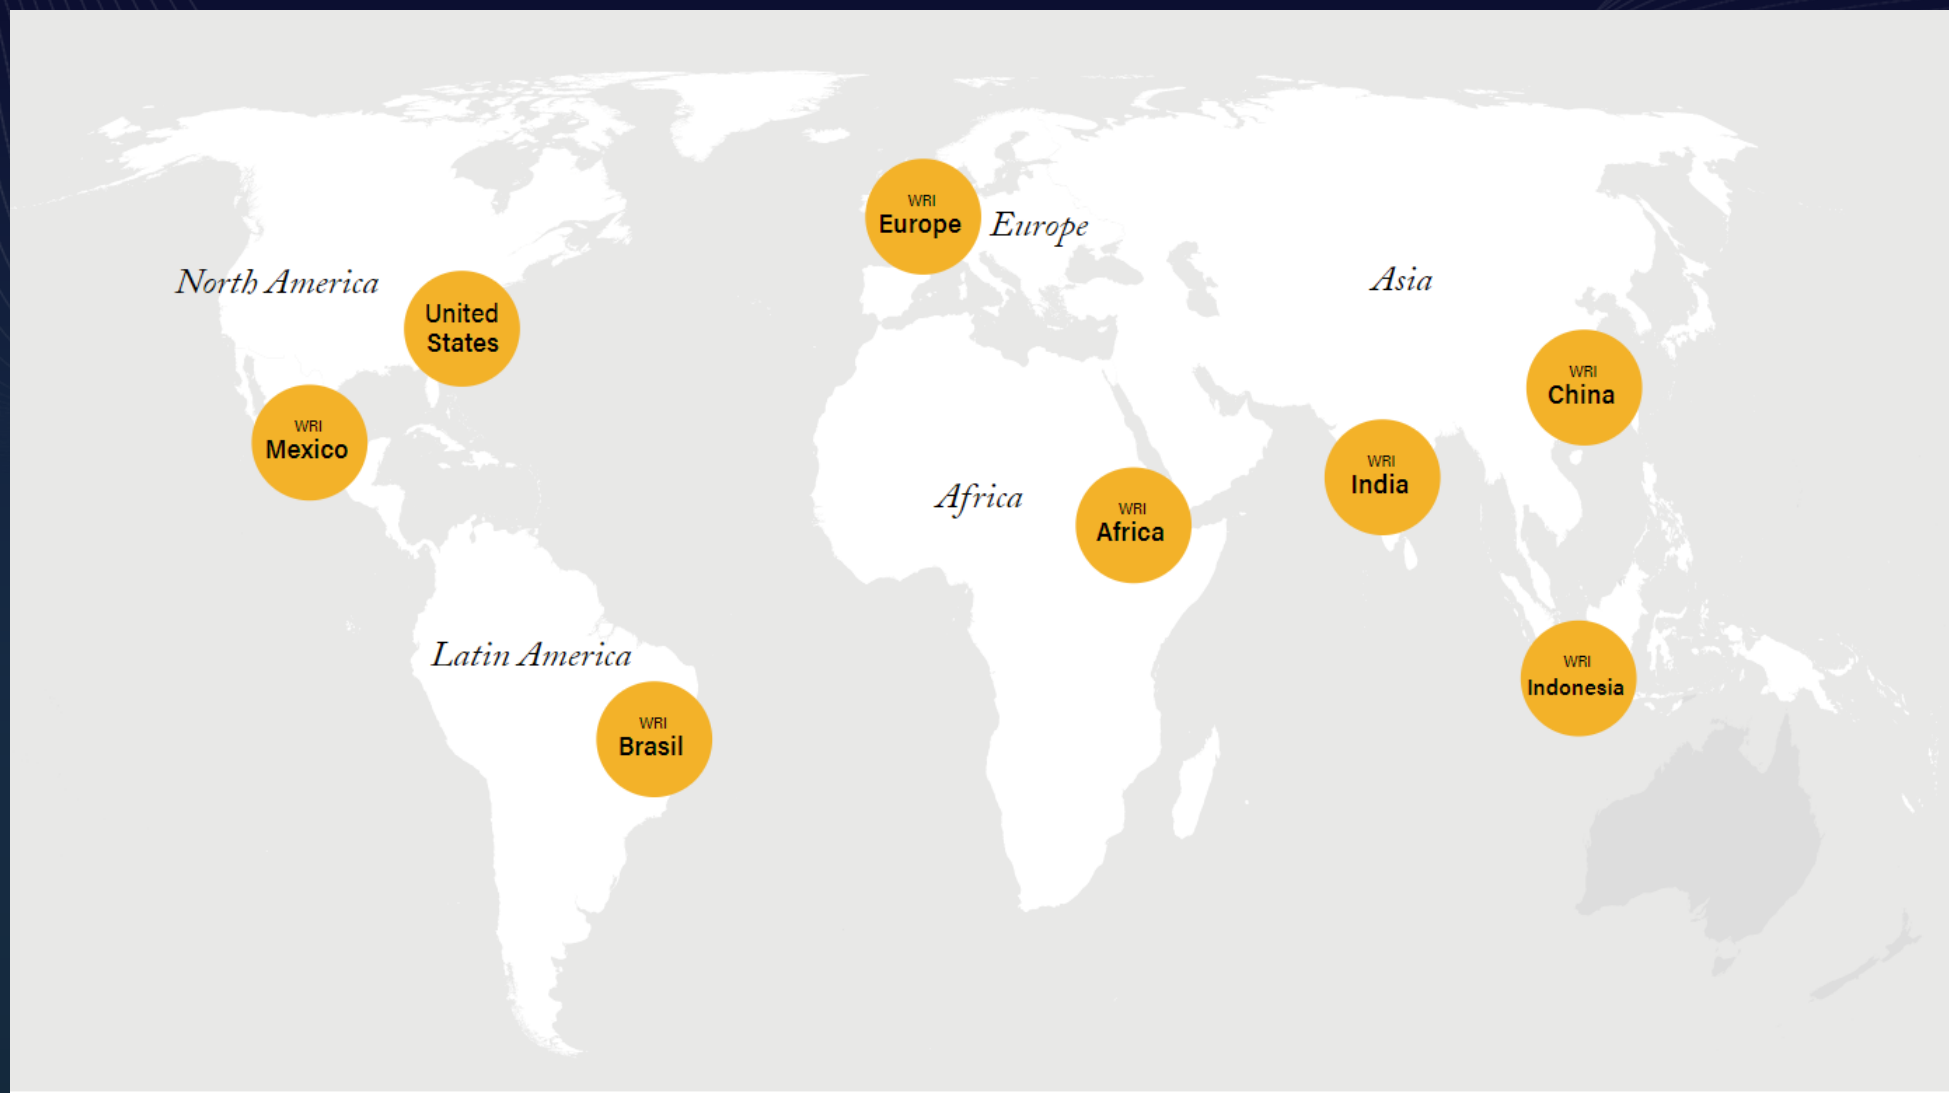 WRI
Europe
Europe
North America
Asia
United
States
WRI
China
WRI
Mexico
WRI
India
Africa
WRI
Africa
Latin America
WRI
Indonesia
WRI
Brasil